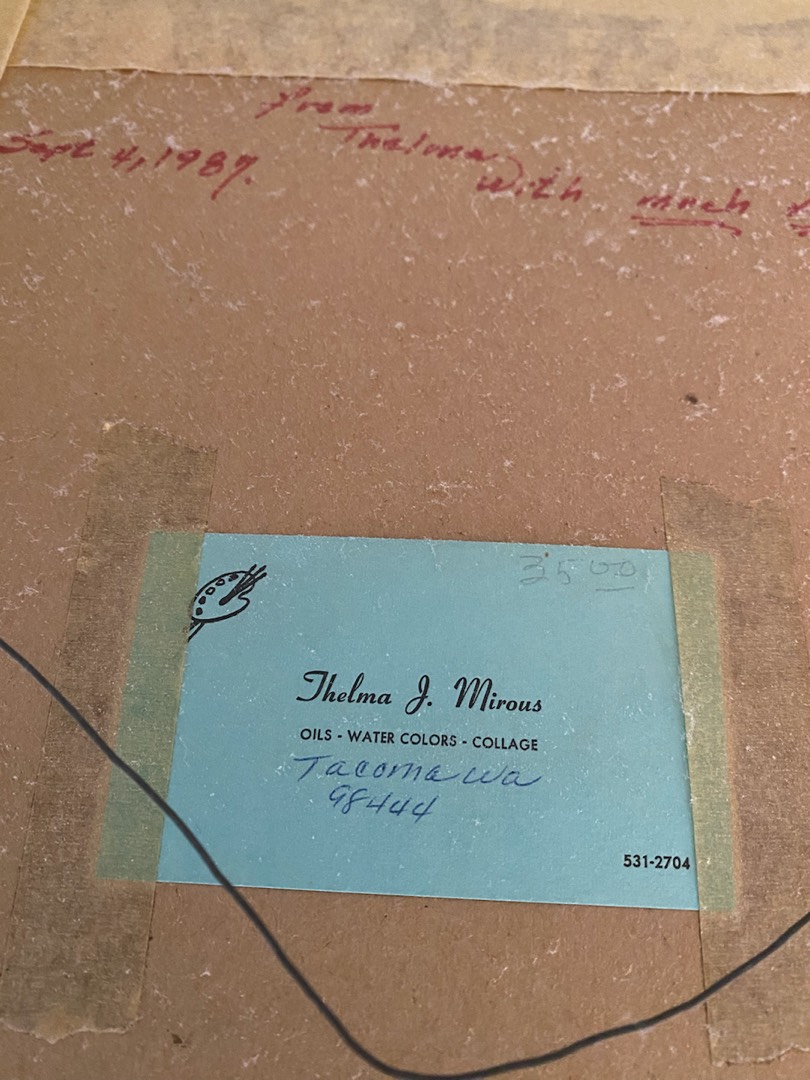 from
Thelma
Sept 4, 1987.
with much
35 00
Thelma J. Mirous
OILS - WATER COLORS - COLLAGE
Tacoma Wa
98444
531-2704